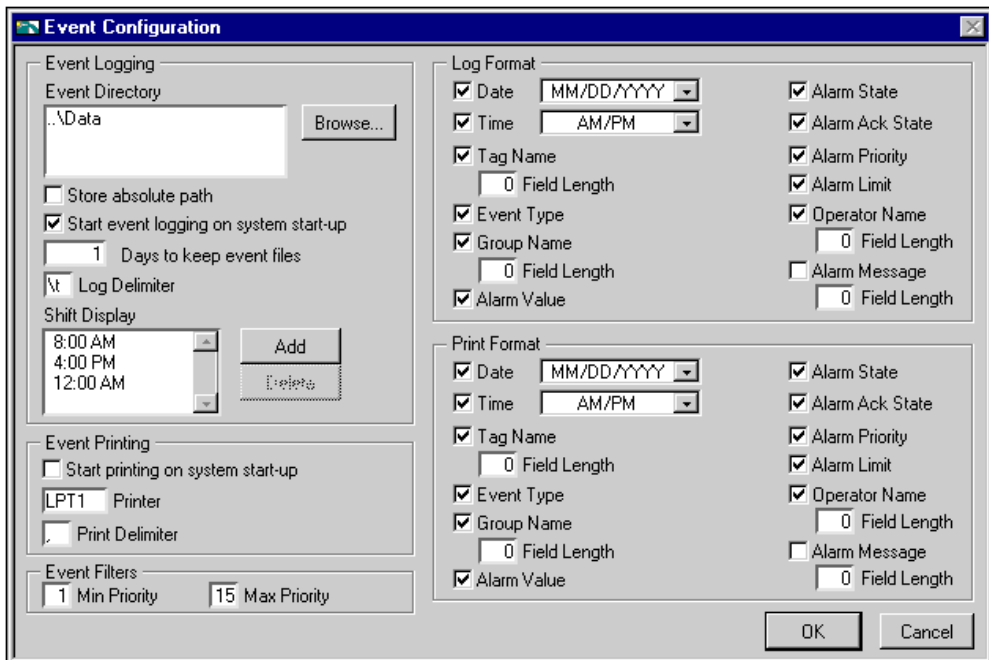 Event Configuration
Event Logging
Event Directory
..\Data
Browse...
Store absolute path
Start event logging on system start-up
1 Days to keep event files
\t Log Delimiter
Shift Display
8:00 AM
4:00 PM
12:00 AM
Add
Delete
Event Printing
Start printing on system start-up
LPT1 Printer
, Print Delimiter
Event Filters
1 Min Priority 15 Max Priority
Log Format
Date MM/DD/YYYY
Time AM/PM
Tag Name
0 Field Length
Event Type
Group Name
0 Field Length
Alarm Value
Alarm State
Alarm Ack State
Alarm Priority
Alarm Limit
Operator Name
0 Field Length
Alarm Message
0 Field Length
Print Format
Date MM/DD/YYYY
Time AM/PM
Tag Name
0 Field Length
Event Type
Group Name
0 Field Length
Alarm Value
Alarm State
Alarm Ack State
Alarm Priority
Alarm Limit
Operator Name
0 Field Length
Alarm Message
0 Field Length
OK
Cancel